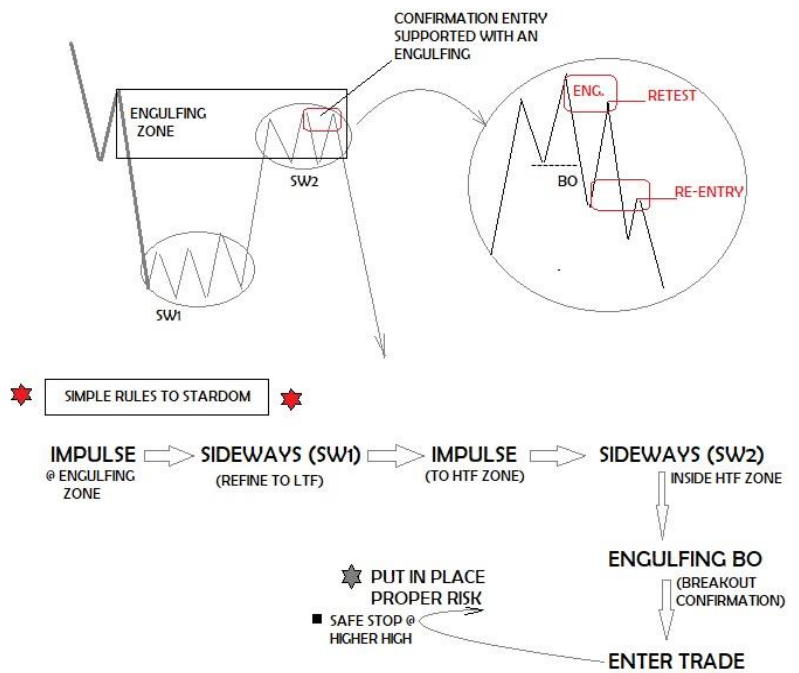 CONFIRMATION ENTRY
SUPPORTED WITH AN
ENGULFING
ENGULFING
ZONE
SW2
SW1
ENG.
RETEST
BO
RE-ENTRY
SIMPLE RULES TO STARDOM
IMPULSE
@ ENGULFING
ZONE
SIDEWAYS (SW1)
(REFINE TO LTF)
IMPULSE
(TO HTF ZONE)
SIDEWAYS (SW2)
INSIDE HTF ZONE
ENGULFING BO
(BREAKOUT
CONFIRMATION)
ENTER TRADE
PUT IN PLACE
PROPER RISK
SAFE STOP @
HIGHER HIGH